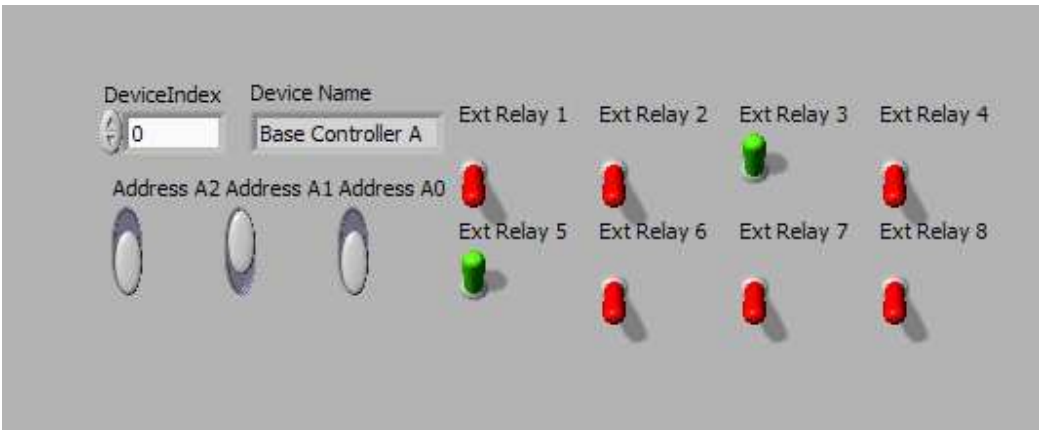 DeviceIndex Device Name
0 Base Controller A
Ext Relay 1 Ext Relay 2 Ext Relay 3 Ext Relay 4
Address A2 Address A1 Address A0
Ext Relay 5 Ext Relay 6 Ext Relay 7 Ext Relay 8